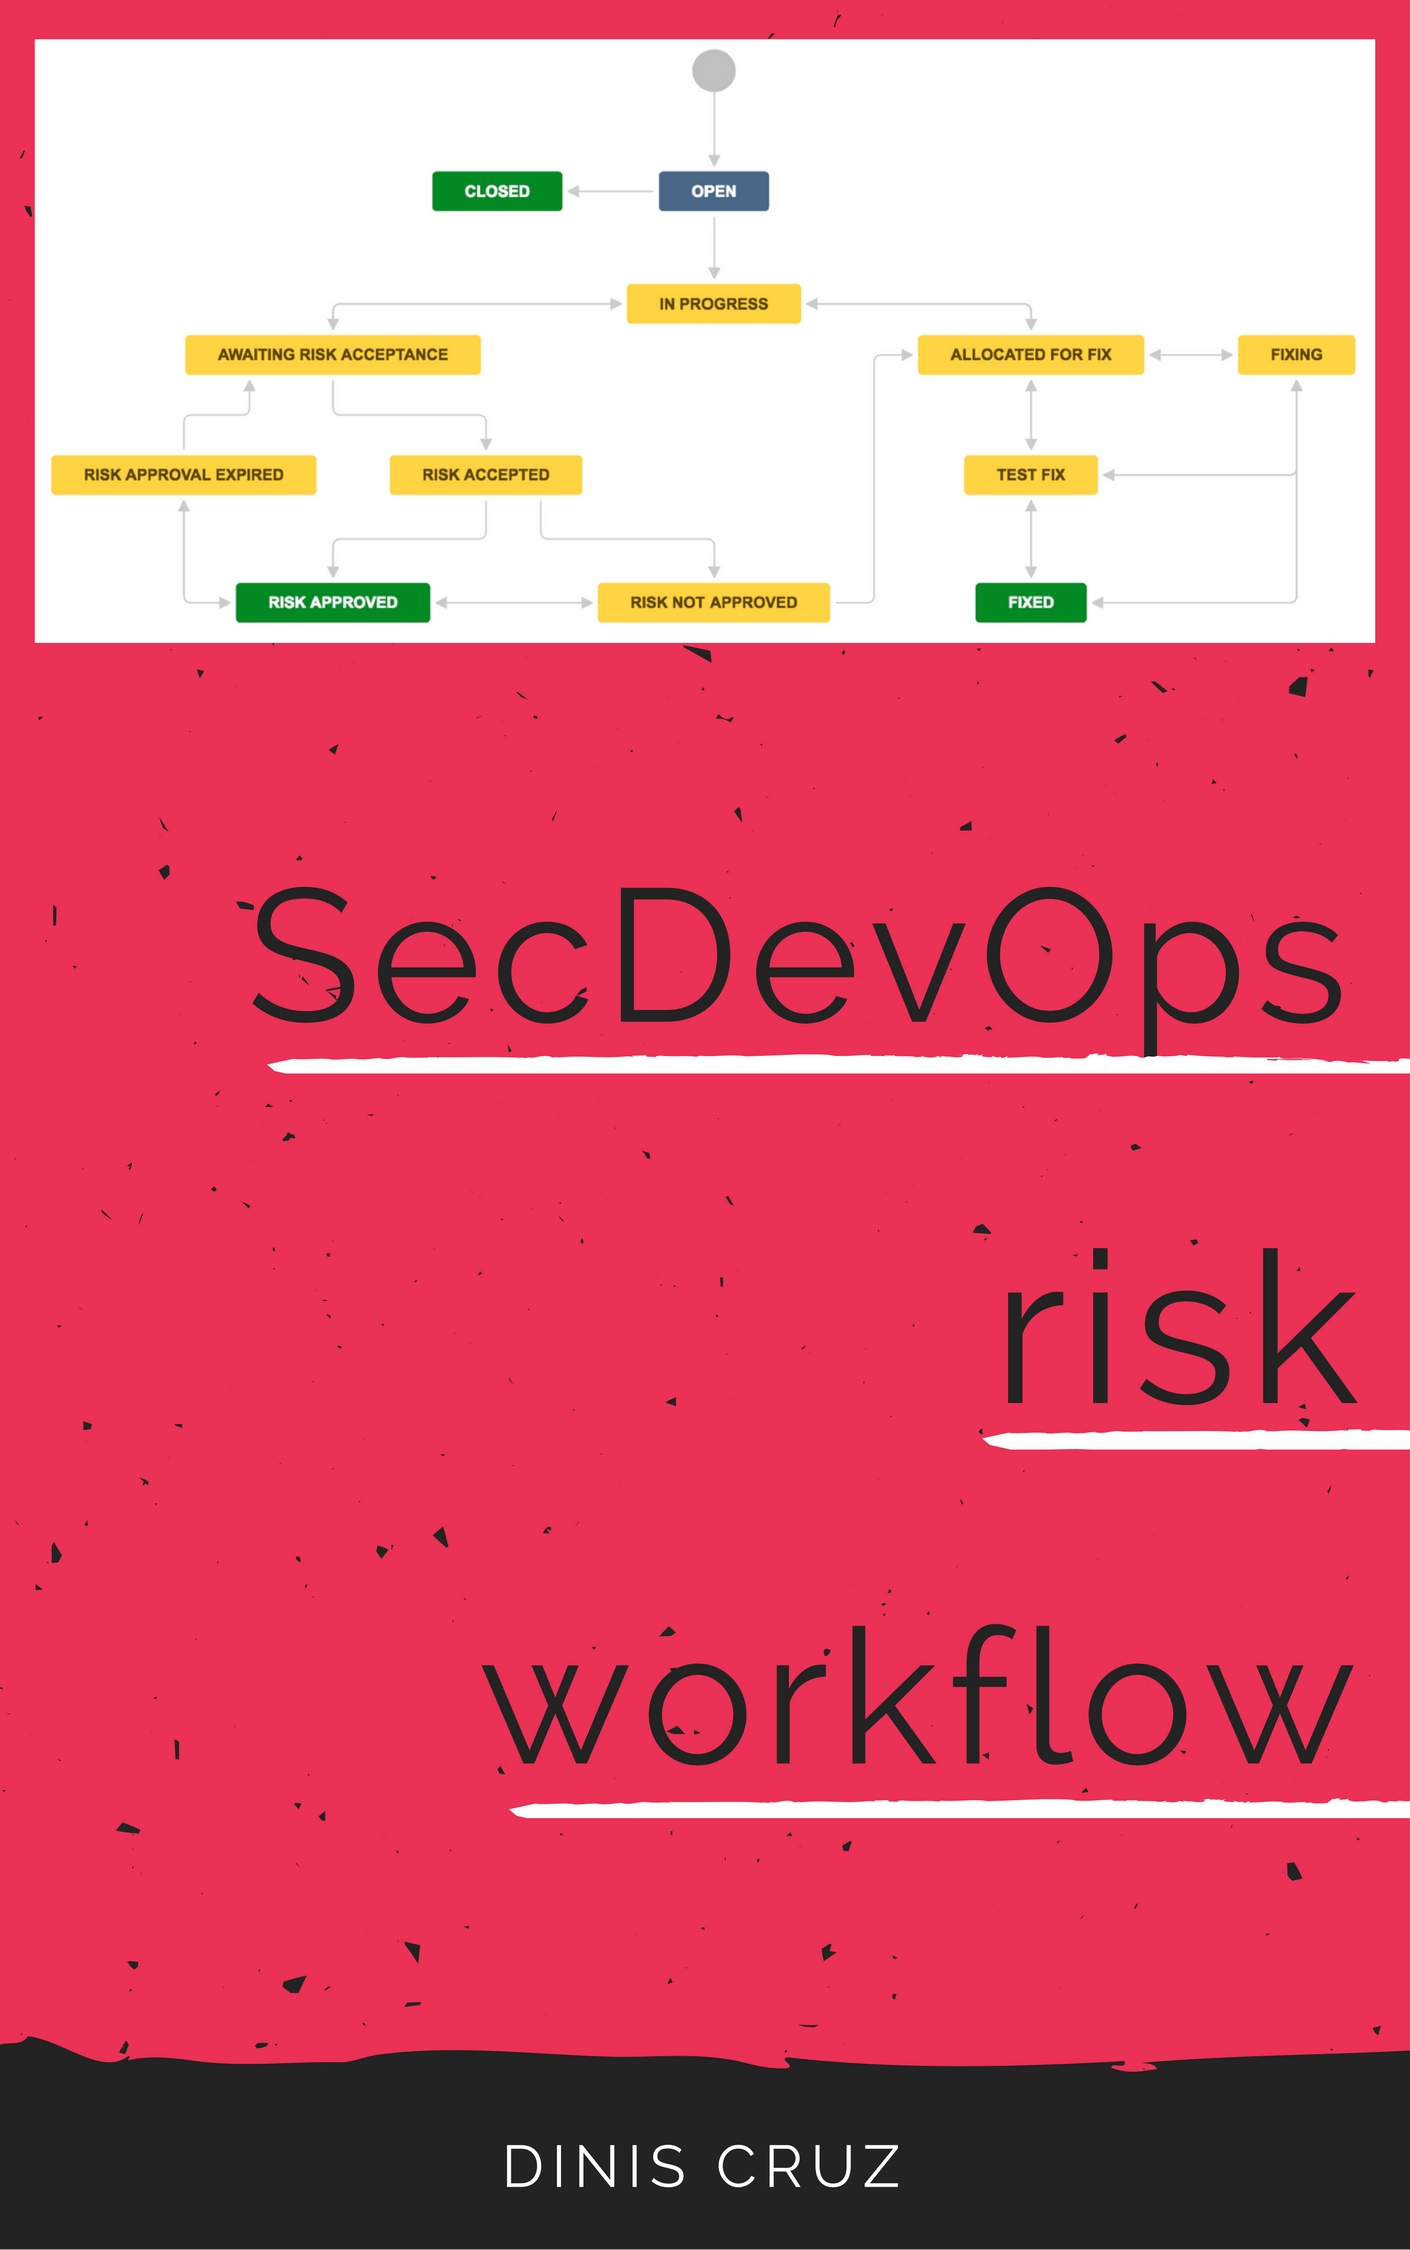 CLOSED
OPEN
IN PROGRESS
AWAITING RISK ACCEPTANCE
ALLOCATED FOR FIX
FIXING
RISK APPROVAL EXPIRED
RISK ACCEPTED
TEST FIX
RISK APPROVED
RISK NOT APPROVED
FIXED
SecDevOps
risk
workflow
DINIS CRUZ